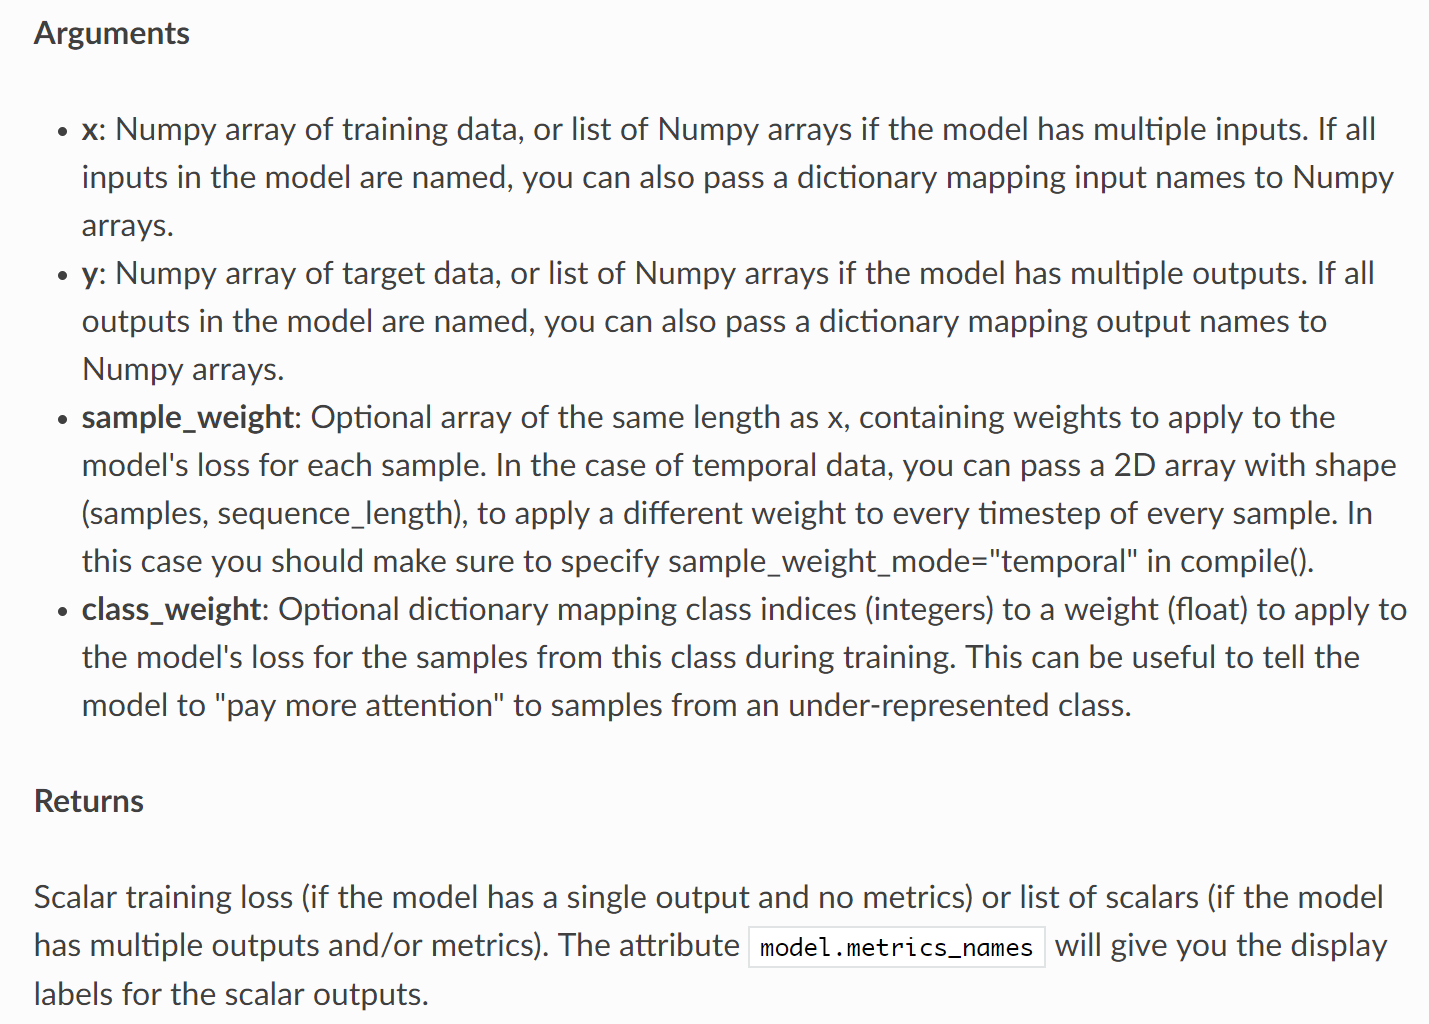 Arguments
• x: Numpy array of training data, or list of Numpy arrays if the model has multiple inputs. If all
inputs in the model are named, you can also pass a dictionary mapping input names to Numpy
arrays.
• y: Numpy array of target data, or list of Numpy arrays if the model has multiple outputs. If all
outputs in the model are named, you can also pass a dictionary mapping output names to
Numpy arrays.
• sample_weight: Optional array of the same length as x, containing weights to apply to the
model's loss for each sample. In the case of temporal data, you can pass a 2D array with shape
(samples, sequence_length), to apply a different weight to every timestep of every sample. In
this case you should make sure to specify sample_weight_mode="temporal" in compile().
• class_weight: Optional dictionary mapping class indices (integers) to a weight (float) to apply to
the model's loss for the samples from this class during training. This can be useful to tell the
model to "pay more attention" to samples from an under-represented class.
Returns
Scalar training loss (if the model has a single output and no metrics) or list of scalars (if the model
has multiple outputs and/or metrics). The attribute model.metrics_names will give you the display
labels for the scalar outputs.